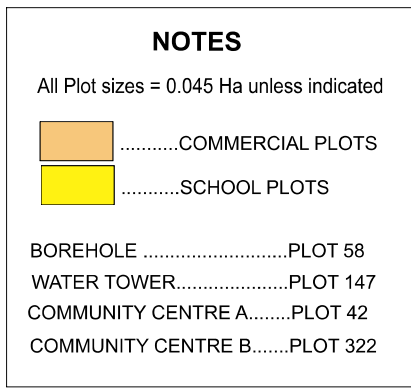 NOTES
All Plot sizes = 0.045 Ha unless indicated
...........COMMERCIAL PLOTS
...........SCHOOL PLOTS
BOREHOLE ...........................PLOT 58
WATER TOWER.....................PLOT 147
COMMUNITY CENTRE A........PLOT 42
COMMUNITY CENTRE B.......PLOT 322